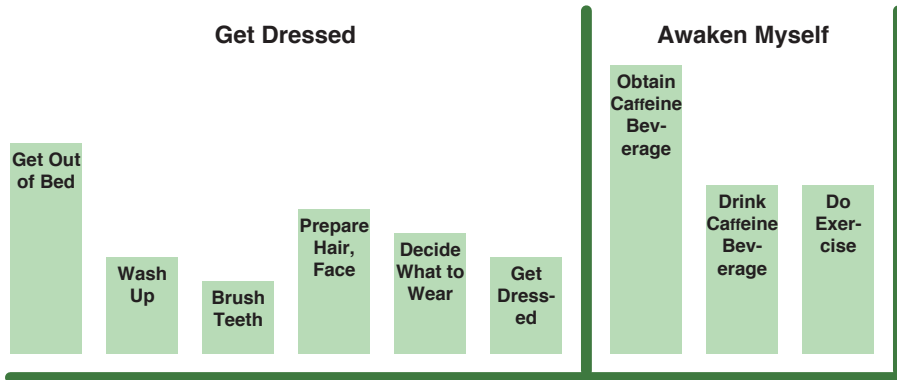 Get Dressed
Get Out
of Bed
Wash
Up
Brush
Teeth
Prepare
Hair,
Face
Decide
What to
Wear
Get
Dress-
ed
Awaken Myself
Obtain
Caffeine
Bev-
erage
Drink
Caffeine
Bev-
erage
Do
Exer-
cise